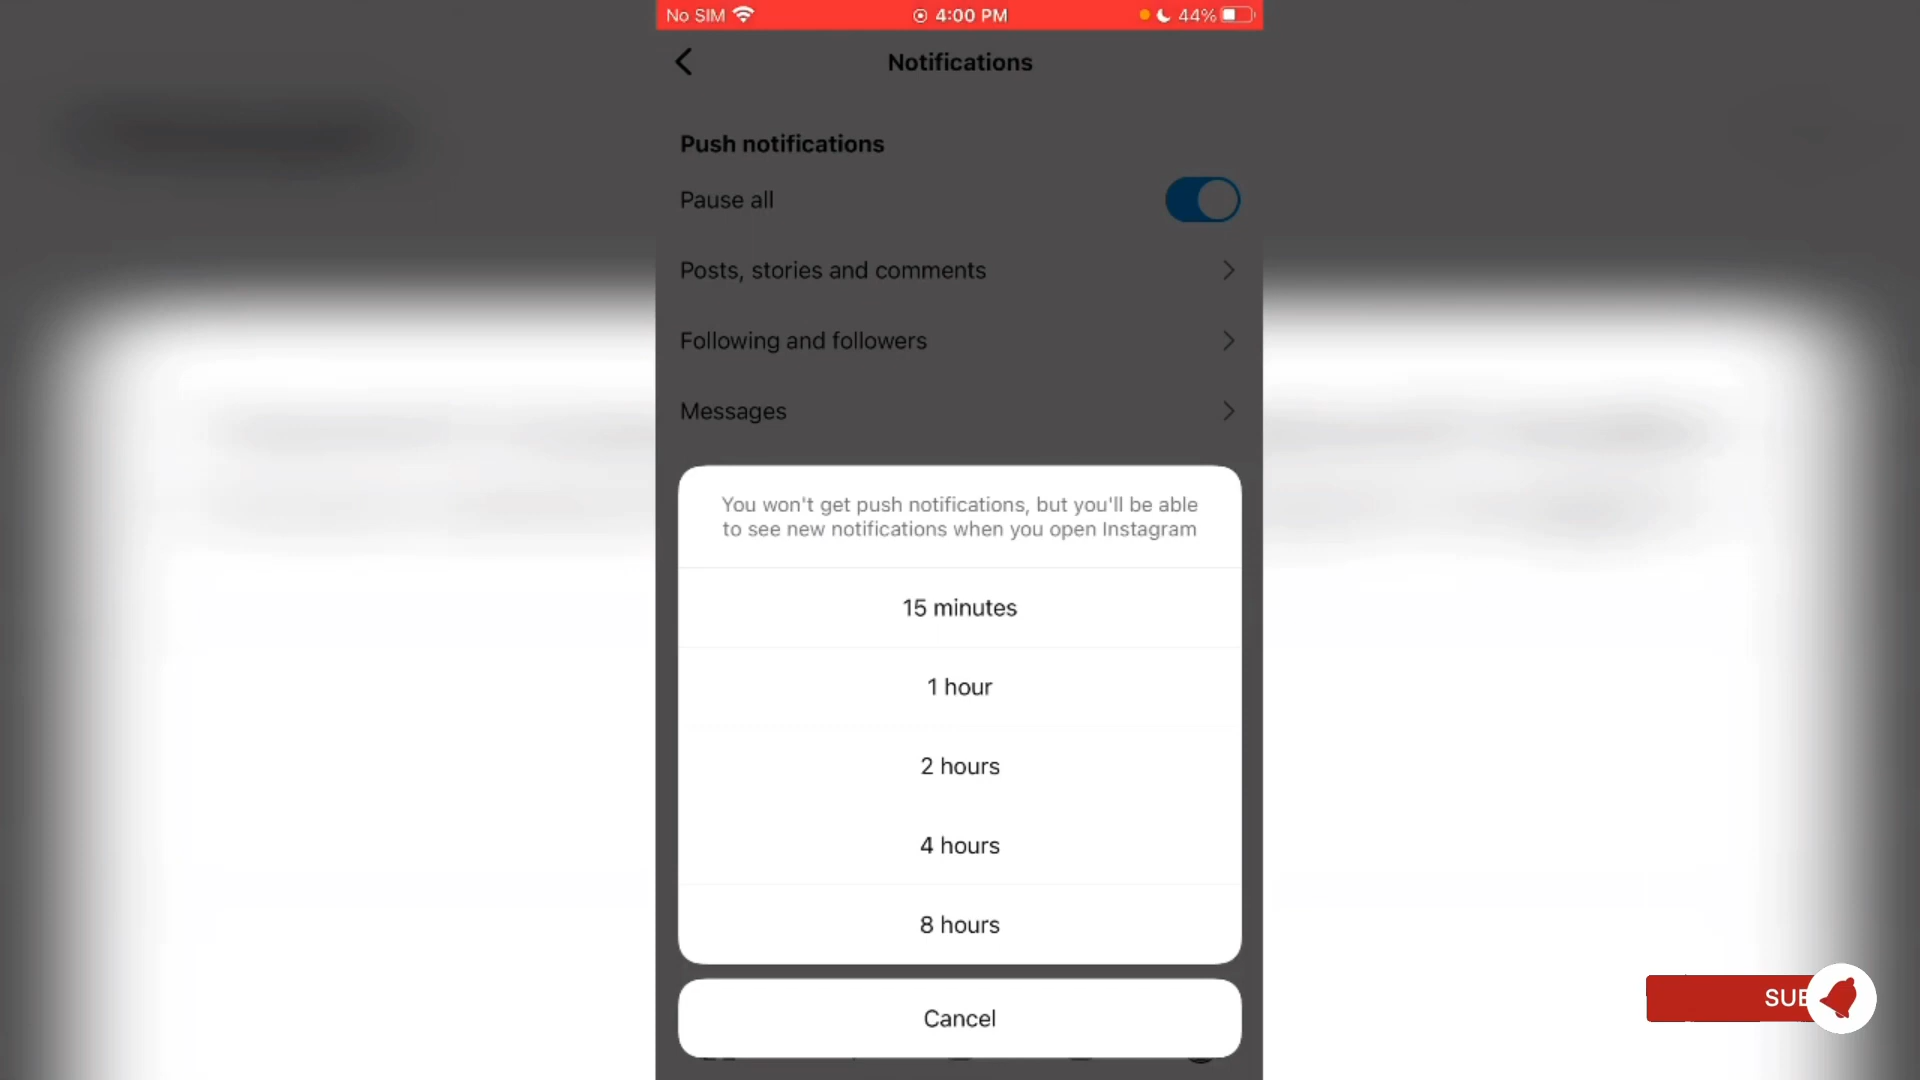 No SIM 4:00 PM 44%
Notifications
Push notifications
Pause all
Posts, stories and comments
Following and followers
Messages
You won't get push notifications, but you'll be able
to see new notifications when you open Instagram
15 minutes
1 hour
2 hours
4 hours
8 hours
Cancel
SUB